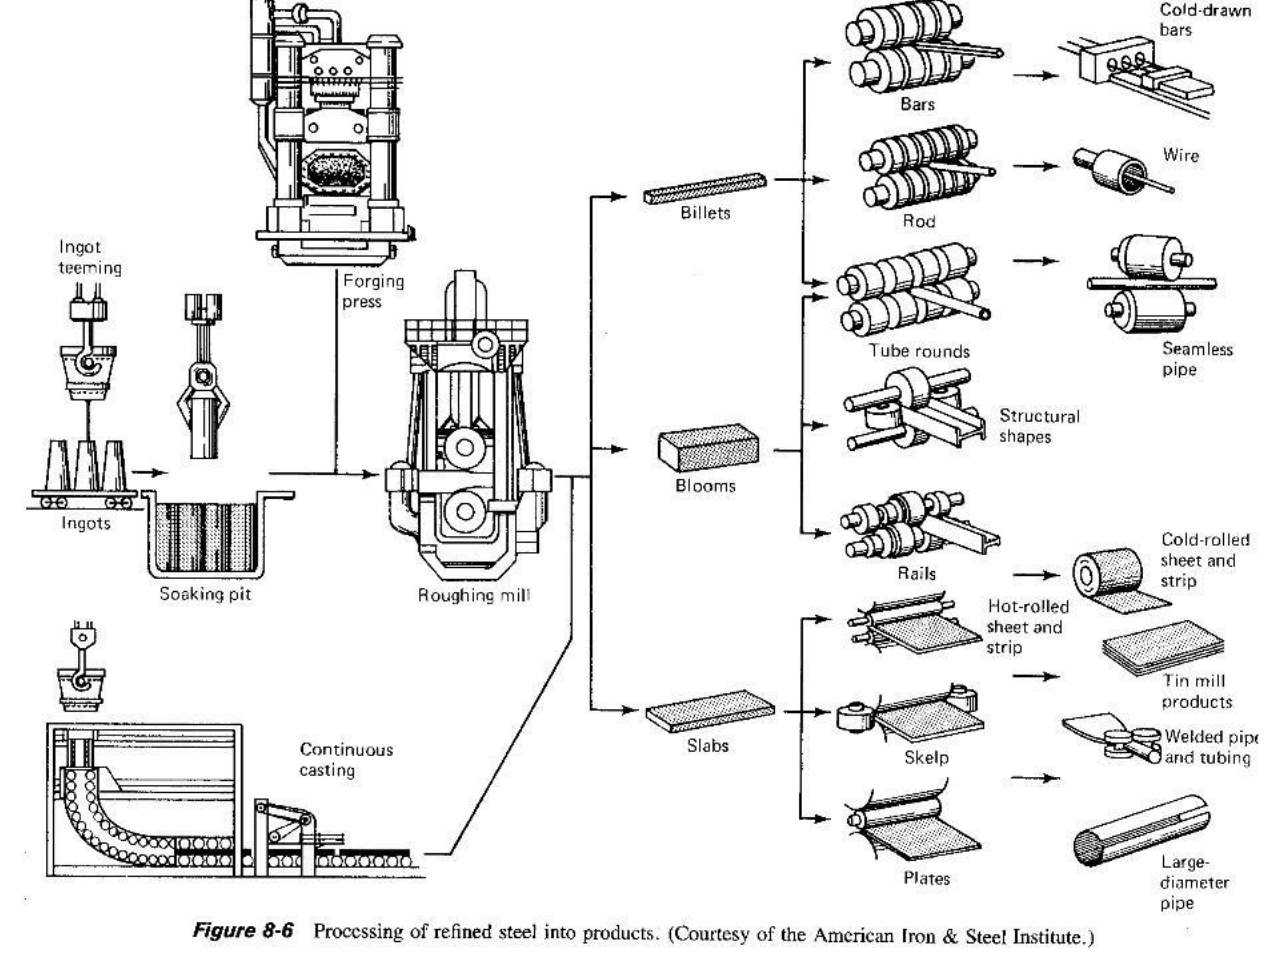 Cold-drawn
bars
Bars
Wire
Rod
Billets
Ingot
teeming
Forging
press
Tube rounds
Seamless
pipe
Structural
shapes
Blooms
Ingots
Soaking pit
Roughing mill
Rails
Cold-rolled
sheet and
strip
Hot-rolled
sheet and
strip
Tin mill
products
Slabs
Skelp
Welded pipe
and tubing
Continuous
casting
Plates
Large-
diameter
pipe
Figure 8-6 Processing of refined steel into products. (Courtesy of the American Iron & Steel Institute.)